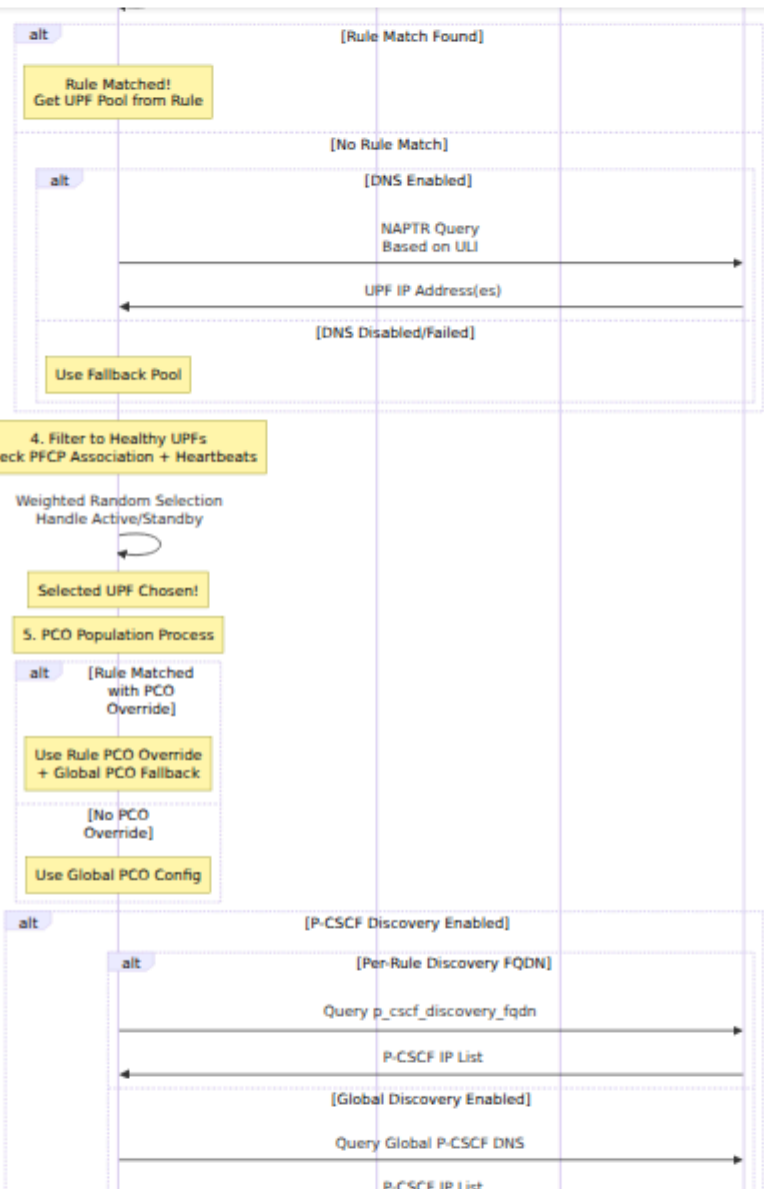 alt
[Rule Match Found]
Rule Matched!
Get UPF Pool from Rule
[No Rule Match]
alt
[DNS Enabled]
NAPTR Query
Based on ULI
UPF IP Address(es)
[DNS Disabled/Failed]
Use Fallback Pool
4. Filter to Healthy UPFs
eck PFCP Association + Heartbeats
Weighted Random Selection
Handle Active/Standby
Selected UPF Chosen!
5. PCO Population Process
alt
[Rule Matched
with PCO
Override]
Use Rule PCO Override
+ Global PCO Fallback
[No PCO
Override]
Use Global PCO Config
alt
[P-CSCF Discovery Enabled]
alt
[Per-Rule Discovery FQDN]
Query p_cscf_discovery_fqdn
P-CSCF IP List
[Global Discovery Enabled]
Query Global P-CSCF DNS
P-CSCF IP List